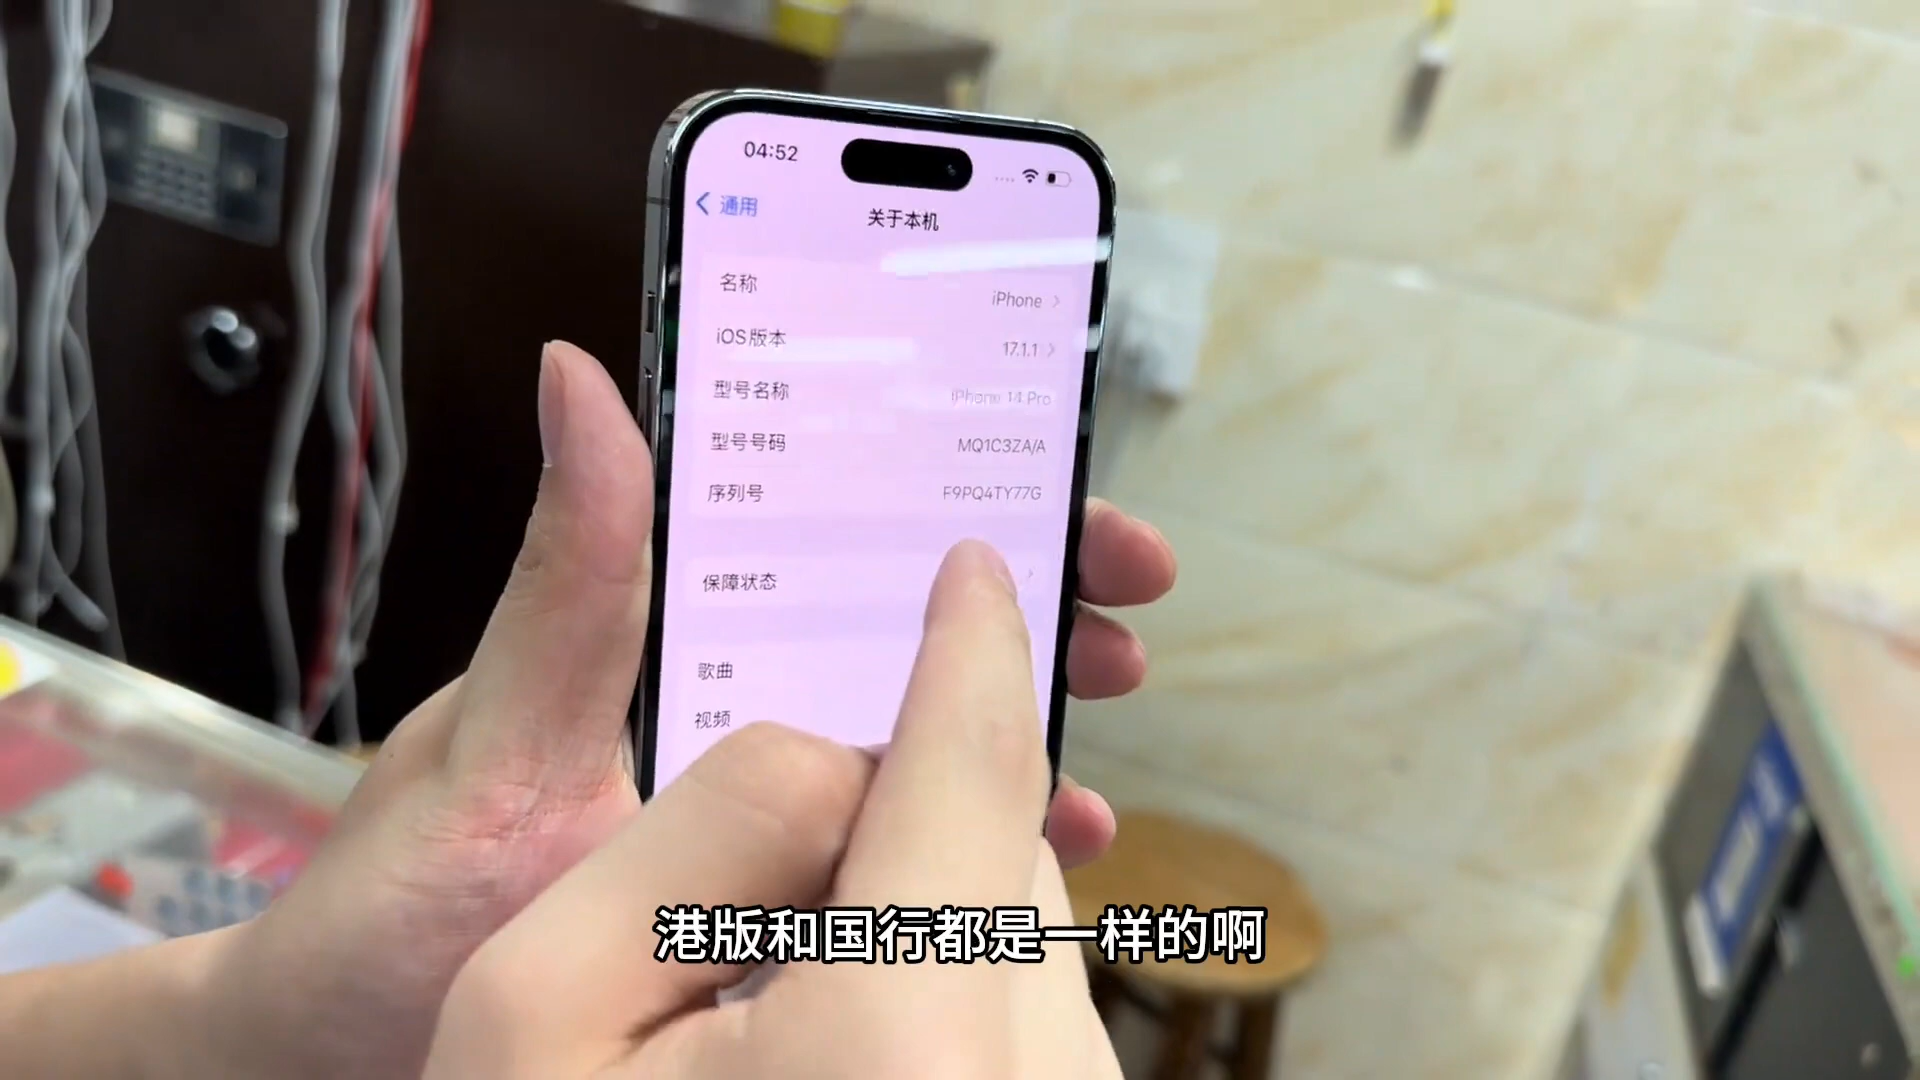 04:52
通用
关于本机
名称
iPhone
iOS版本
17.1.1
型号名称
iPhone 14 Pro
型号号码
MQ1C3ZA/A
序列号
F9PQ4TY77G
保障状态
歌曲
视频
港版和国行都是一样的啊